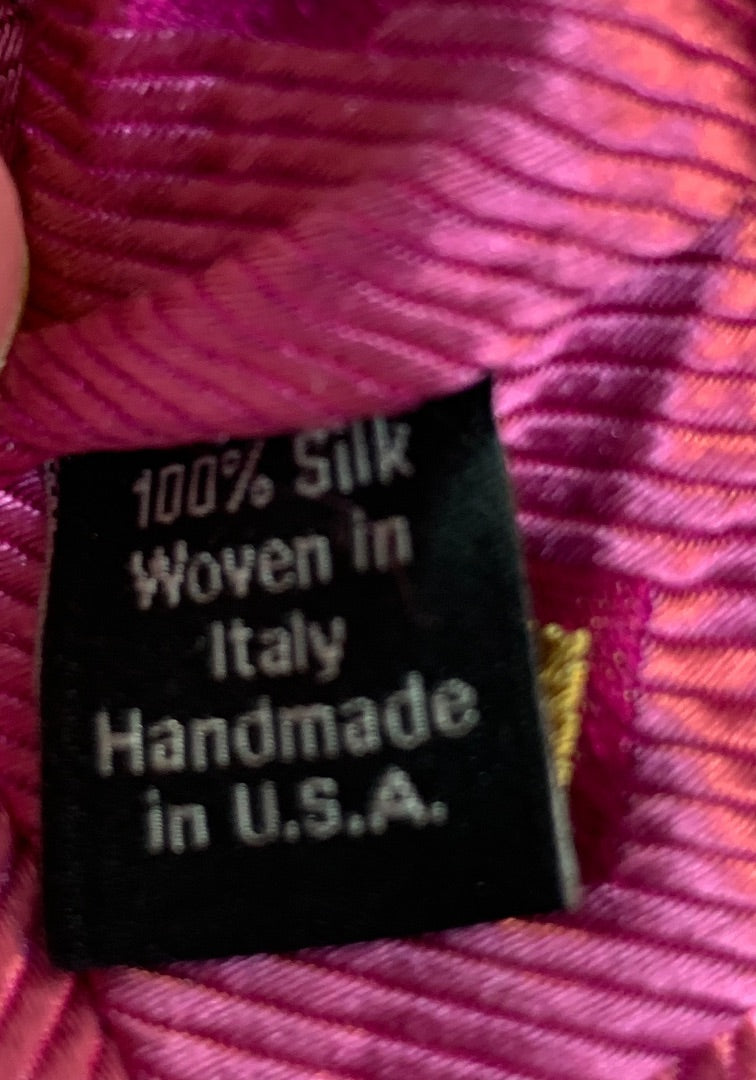 100% Silk
Woven in
Italy
Handmade
in U.S.A.